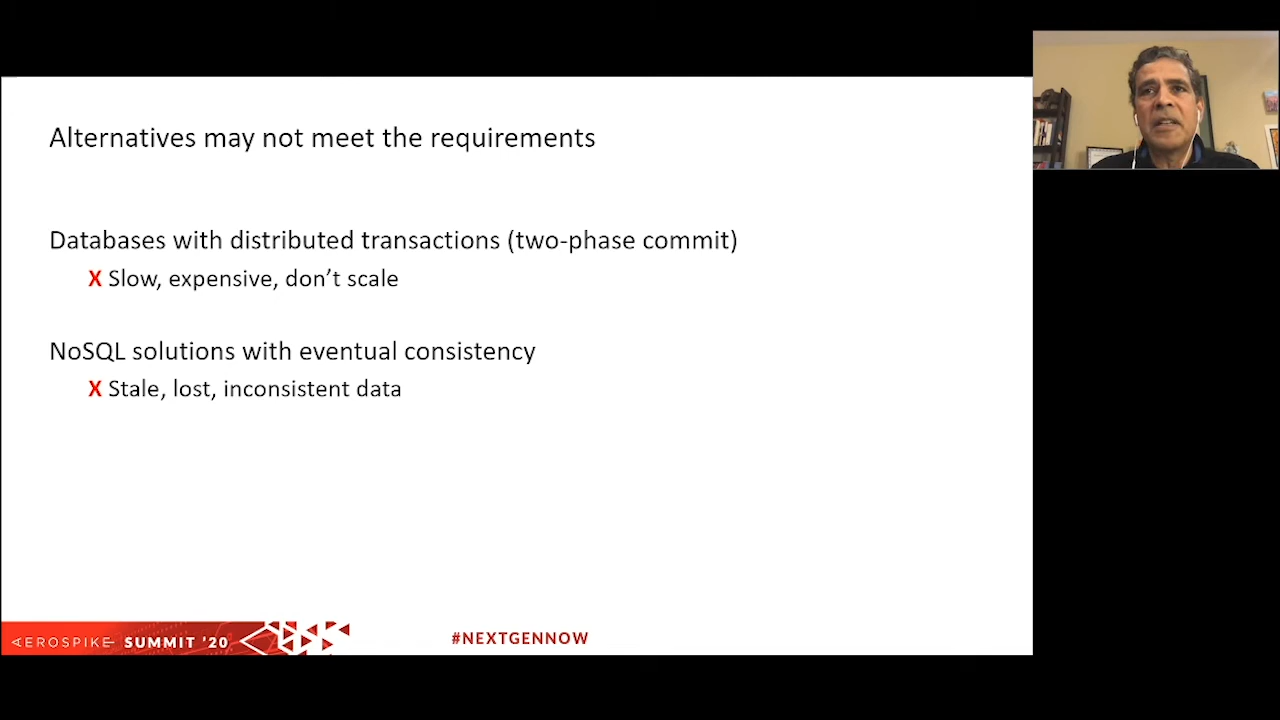 Alternatives may not meet the requirements
Databases with distributed transactions (two-phase commit)
X Slow, expensive, don’t scale
NoSQL solutions with eventual consistency
X Stale, lost, inconsistent data
AEROSPIKE SUMMIT '20
#NEXTGENNOW